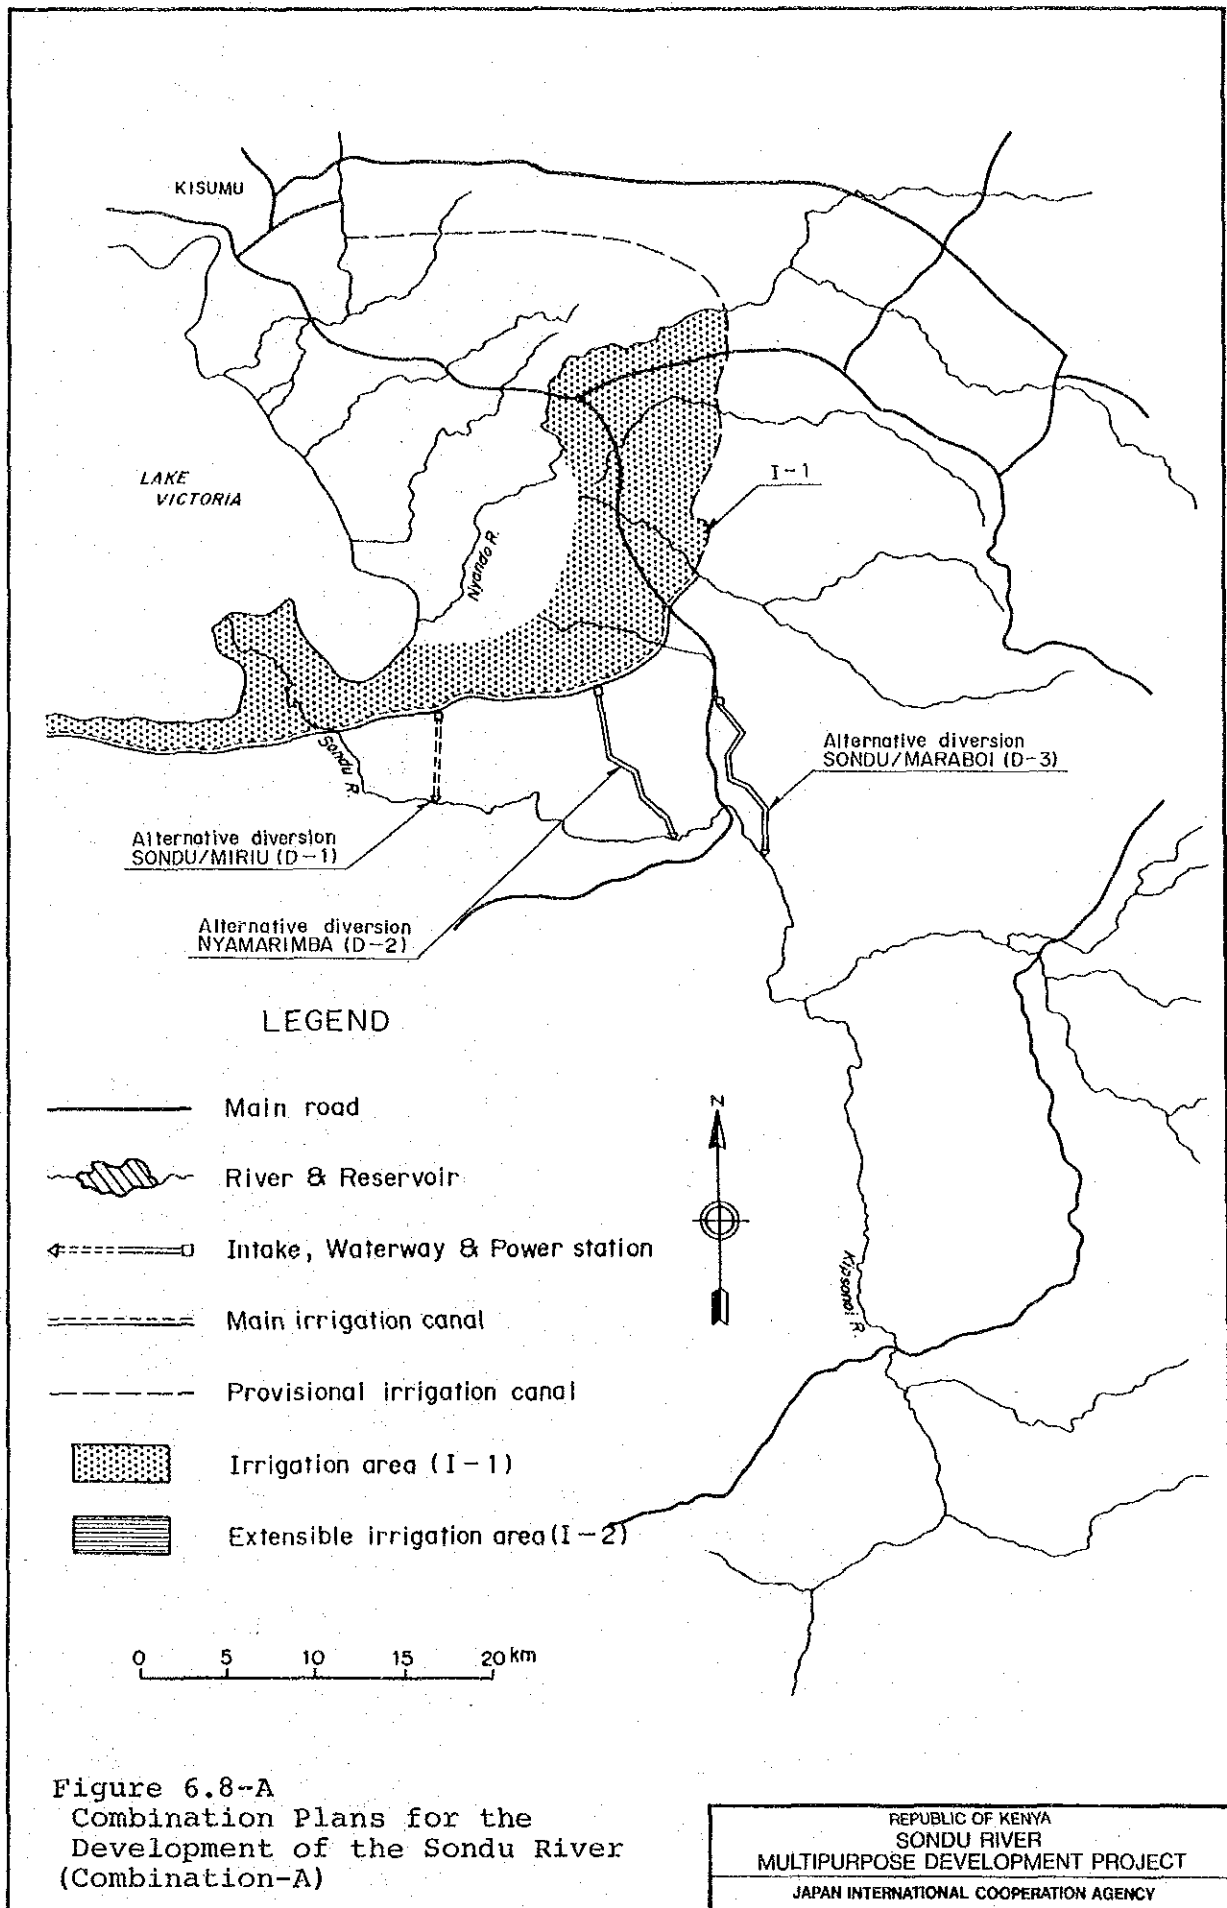 KISUMU
LAKE
VICTORIA
Nyando R.
I-1
Sondu R.
Alternative diversion
SONDU/MARABOI (D-3)
Alternative diversion
SONDU/MIRIU (D-1)
Alternative diversion
NYAMARIMBA (D-2)
Kipsonoi R.
LEGEND
Main road
River & Reservoir
Intake, Waterway & Power station
Main irrigation canal
Provisional irrigation canal
Irrigation area (I-1)
Extensible irrigation area (I-2)
N
0 5 10 15 20 km
Figure 6.8-A
Combination Plans for the
Development of the Sondu River
(Combination-A)
REPUBLIC OF KENYA
SONDU RIVER
MULTIPURPOSE DEVELOPMENT PROJECT
JAPAN INTERNATIONAL COOPERATION AGENCY